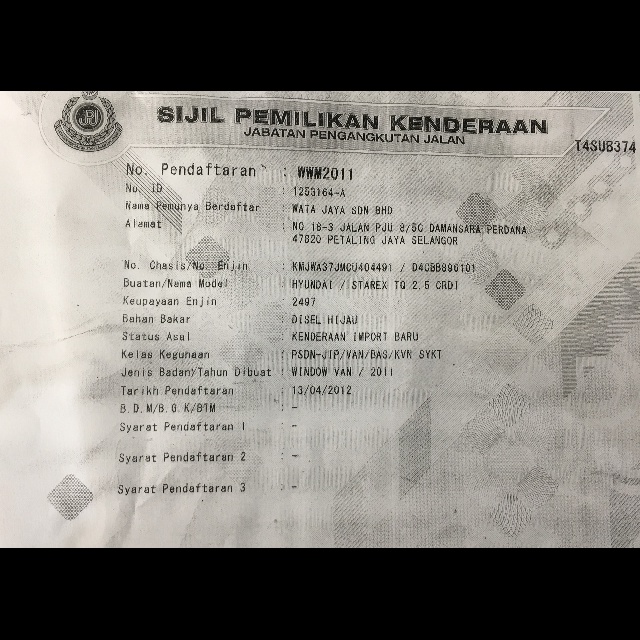 SIJIL PEMILIKAN KENDERAAN
JABATAN PENGANGKUTAN JALAN
T4SUB374
No. Pendaftaran : WWM2011
No. ID : 1253164-A
Nama Pemunya Berdaftar : WATA JAYA SDN BHD
Alamat : NO 18-3 JALAN PJU 8/5C DAMANSARA PERDANA
47820 PETALING JAYA SELANGOR
No. Chasis/No. Enjin : KMJWA37JMCU404491 / D4CBB896101
Buatan/Nama Model : HYUNDAI / STAREX TQ 2.5 CRDI
Keupayaan Enjin : 2497
Bahan Bakar : DISEL HIJAU
Status Asal : KENDERAAN IMPORT BARU
Kelas Kegunaan : PSDN-JIP/VAN/BAS/KVN SYKT
Jenis Badan/Tahun Dibuat : WINDOW VAN / 2011
Tarikh Pendaftaran : 13/04/2012
B.D.M/B.G.K/BTM : -
Syarat Pendaftaran 1 : -
Syarat Pendaftaran 2 : -
Syarat Pendaftaran 3 : -